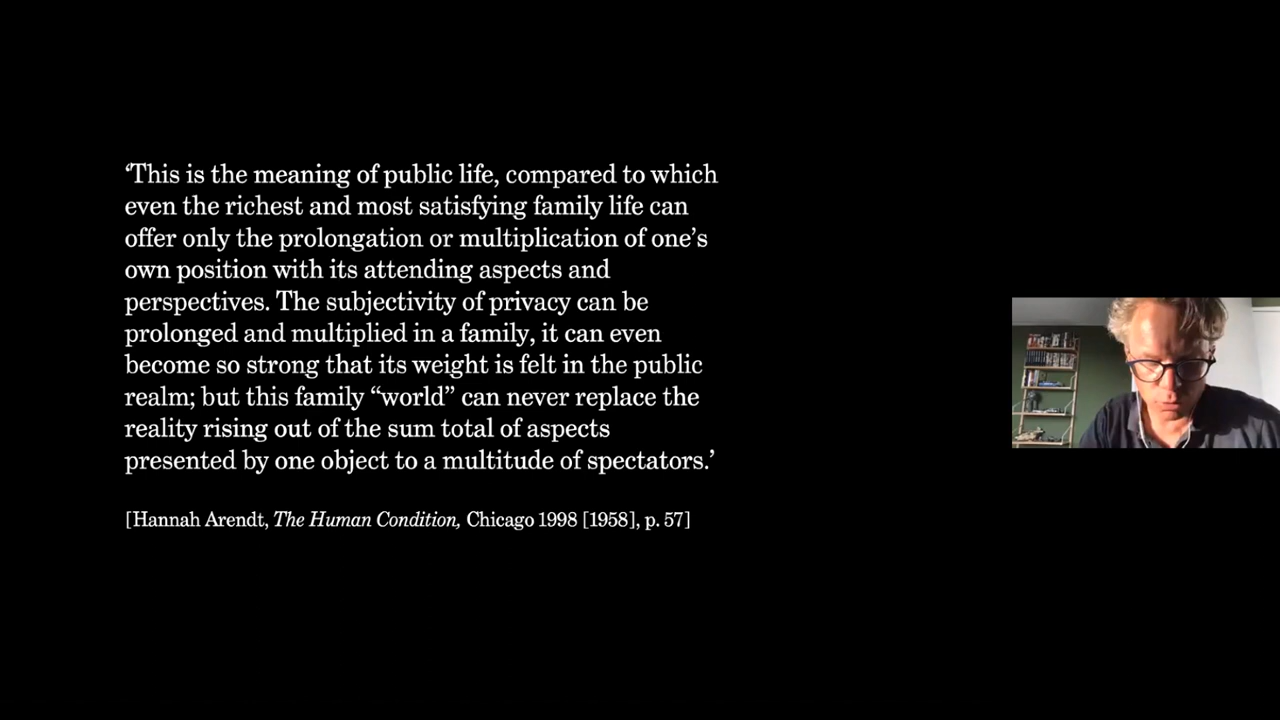 ‘This is the meaning of public life, compared to which
even the richest and most satisfying family life can
offer only the prolongation or multiplication of one’s
own position with its attending aspects and
perspectives. The subjectivity of privacy can be
prolonged and multiplied in a family, it can even
become so strong that its weight is felt in the public
realm; but this family “world” can never replace the
reality rising out of the sum total of aspects
presented by one object to a multitude of spectators.’
[Hannah Arendt, The Human Condition, Chicago 1998 [1958], p. 57]